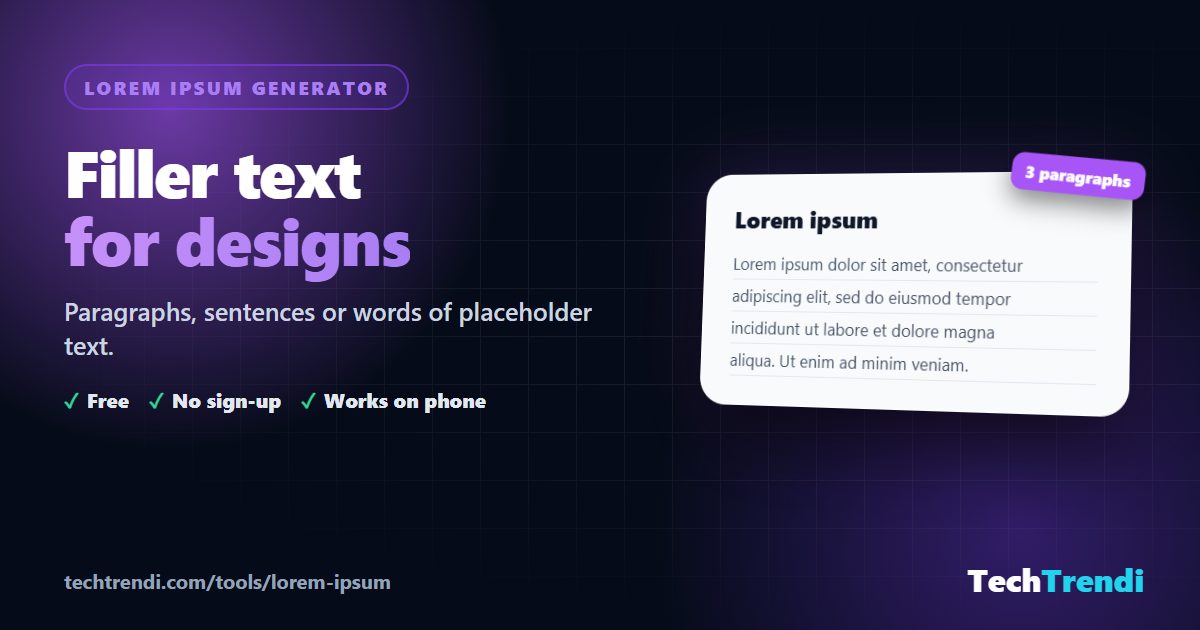 LOREM IPSUM GENERATOR
Filler text
for designs
Paragraphs, sentences or words of placeholder
text.
✓ Free ✓ No sign-up ✓ Works on phone
3 paragraphs
Lorem ipsum
Lorem ipsum dolor sit amet, consectetur
adipiscing elit, sed do eiusmod tempor
incididunt ut labore et dolore magna
aliqua. Ut enim ad minim veniam.
techtrendi.com/tools/lorem-ipsum
TechTrendi